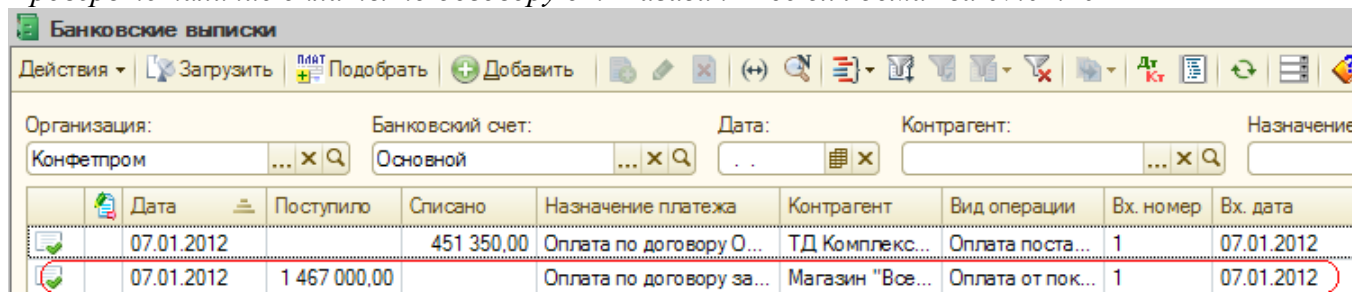 Банковские выписки
Действия Загрузить ПЛАТ Подобрать Добавить Дт Кт
Организация: Банковский счет: Дата: Контрагент: Назначение
Конфетпром ... Основной ... . . ...
Дата Поступило Списано Назначение платежа Контрагент Вид операции Вх. номер Вх. дата
07.01.2012 451 350,00 Оплата по договору О... ТД Комплекс... Оплата поста... 1 07.01.2012
07.01.2012 1 467 000,00 Оплата по договору за... Магазин "Все... Оплата от пок... 1 07.01.2012